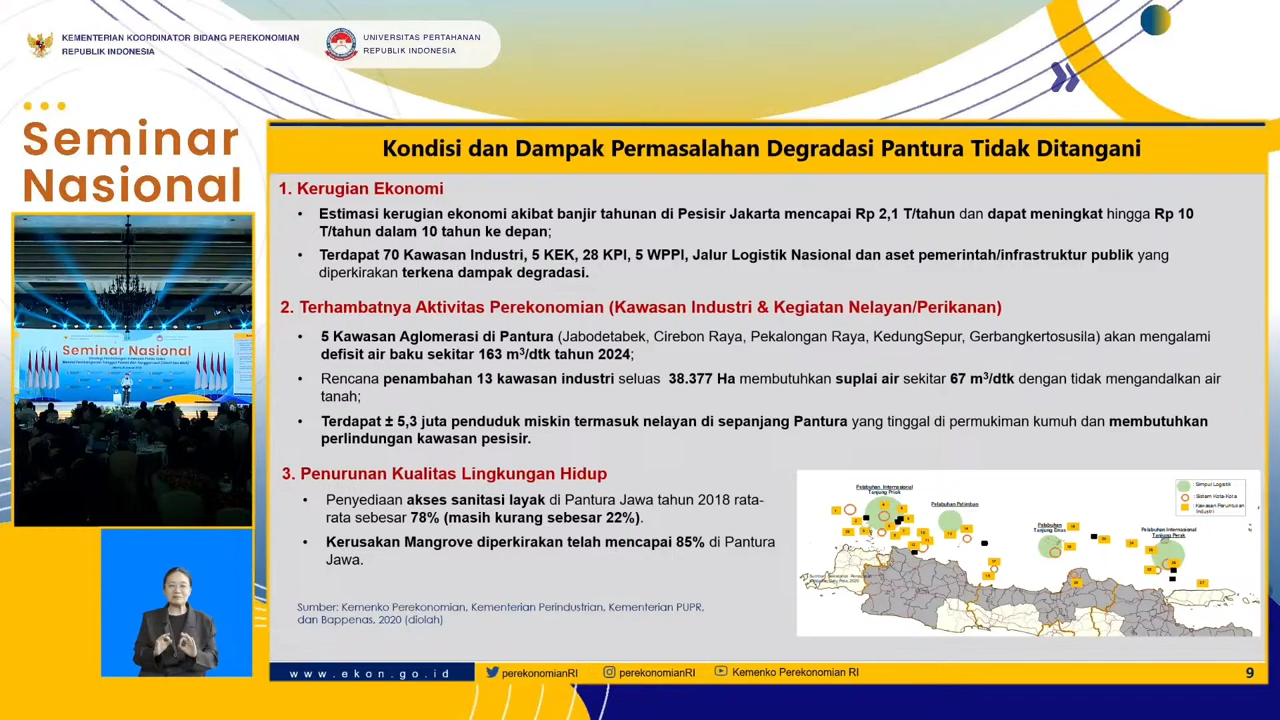 KEMENTERIAN KOORDINATOR BIDANG PEREKONOMIAN
REPUBLIK INDONESIA
UNIVERSITAS PERTAHANAN
REPUBLIK INDONESIA
Seminar
Nasional
Seminar Nasional
Kondisi dan Dampak Permasalahan Degradasi Pantura Tidak Ditangani
1. Kerugian Ekonomi
• Estimasi kerugian ekonomi akibat banjir tahunan di Pesisir Jakarta mencapai Rp 2,1 T/tahun dan dapat meningkat hingga Rp 10
T/tahun dalam 10 tahun ke depan;
• Terdapat 70 Kawasan Industri, 5 KEK, 28 KPI, 5 WPPI, Jalur Logistik Nasional dan aset pemerintah/infrastruktur publik yang
diperkirakan terkena dampak degradasi.
2. Terhambatnya Aktivitas Perekonomian (Kawasan Industri & Kegiatan Nelayan/Perikanan)
• 5 Kawasan Aglomerasi di Pantura (Jabodetabek, Cirebon Raya, Pekalongan Raya, KedungSepur, Gerbangkertosusila) akan mengalami
defisit air baku sekitar 163 m³/dtk tahun 2024;
• Rencana penambahan 13 kawasan industri seluas 38.377 Ha membutuhkan suplai air sekitar 67 m³/dtk dengan tidak mengandalkan air
tanah;
• Terdapat ± 5,3 juta penduduk miskin termasuk nelayan di sepanjang Pantura yang tinggal di permukiman kumuh dan membutuhkan
perlindungan kawasan pesisir.
3. Penurunan Kualitas Lingkungan Hidup
• Penyediaan akses sanitasi layak di Pantura Jawa tahun 2018 rata-
rata sebesar 78% (masih kurang sebesar 22%).
• Kerusakan Mangrove diperkirakan telah mencapai 85% di Pantura
Jawa.
Sumber: Kemenko Perekonomian, Kementerian Perindustrian, Kementerian PUPR,
dan Bappenas, 2020 (diolah)
Pelabuhan Internasional
Tanjung Priok
Pelabuhan Patimban
Pelabuhan
Tanjung Emas
Pelabuhan Internasional
Tanjung Perak
: Simpul Logistik
: Sistem Kota-Kota
: Kawasan Peruntukan
Industri
www.ekon.go.id
perekonomianRI
perekonomianRI
Kemenko Perekonomian RI
9